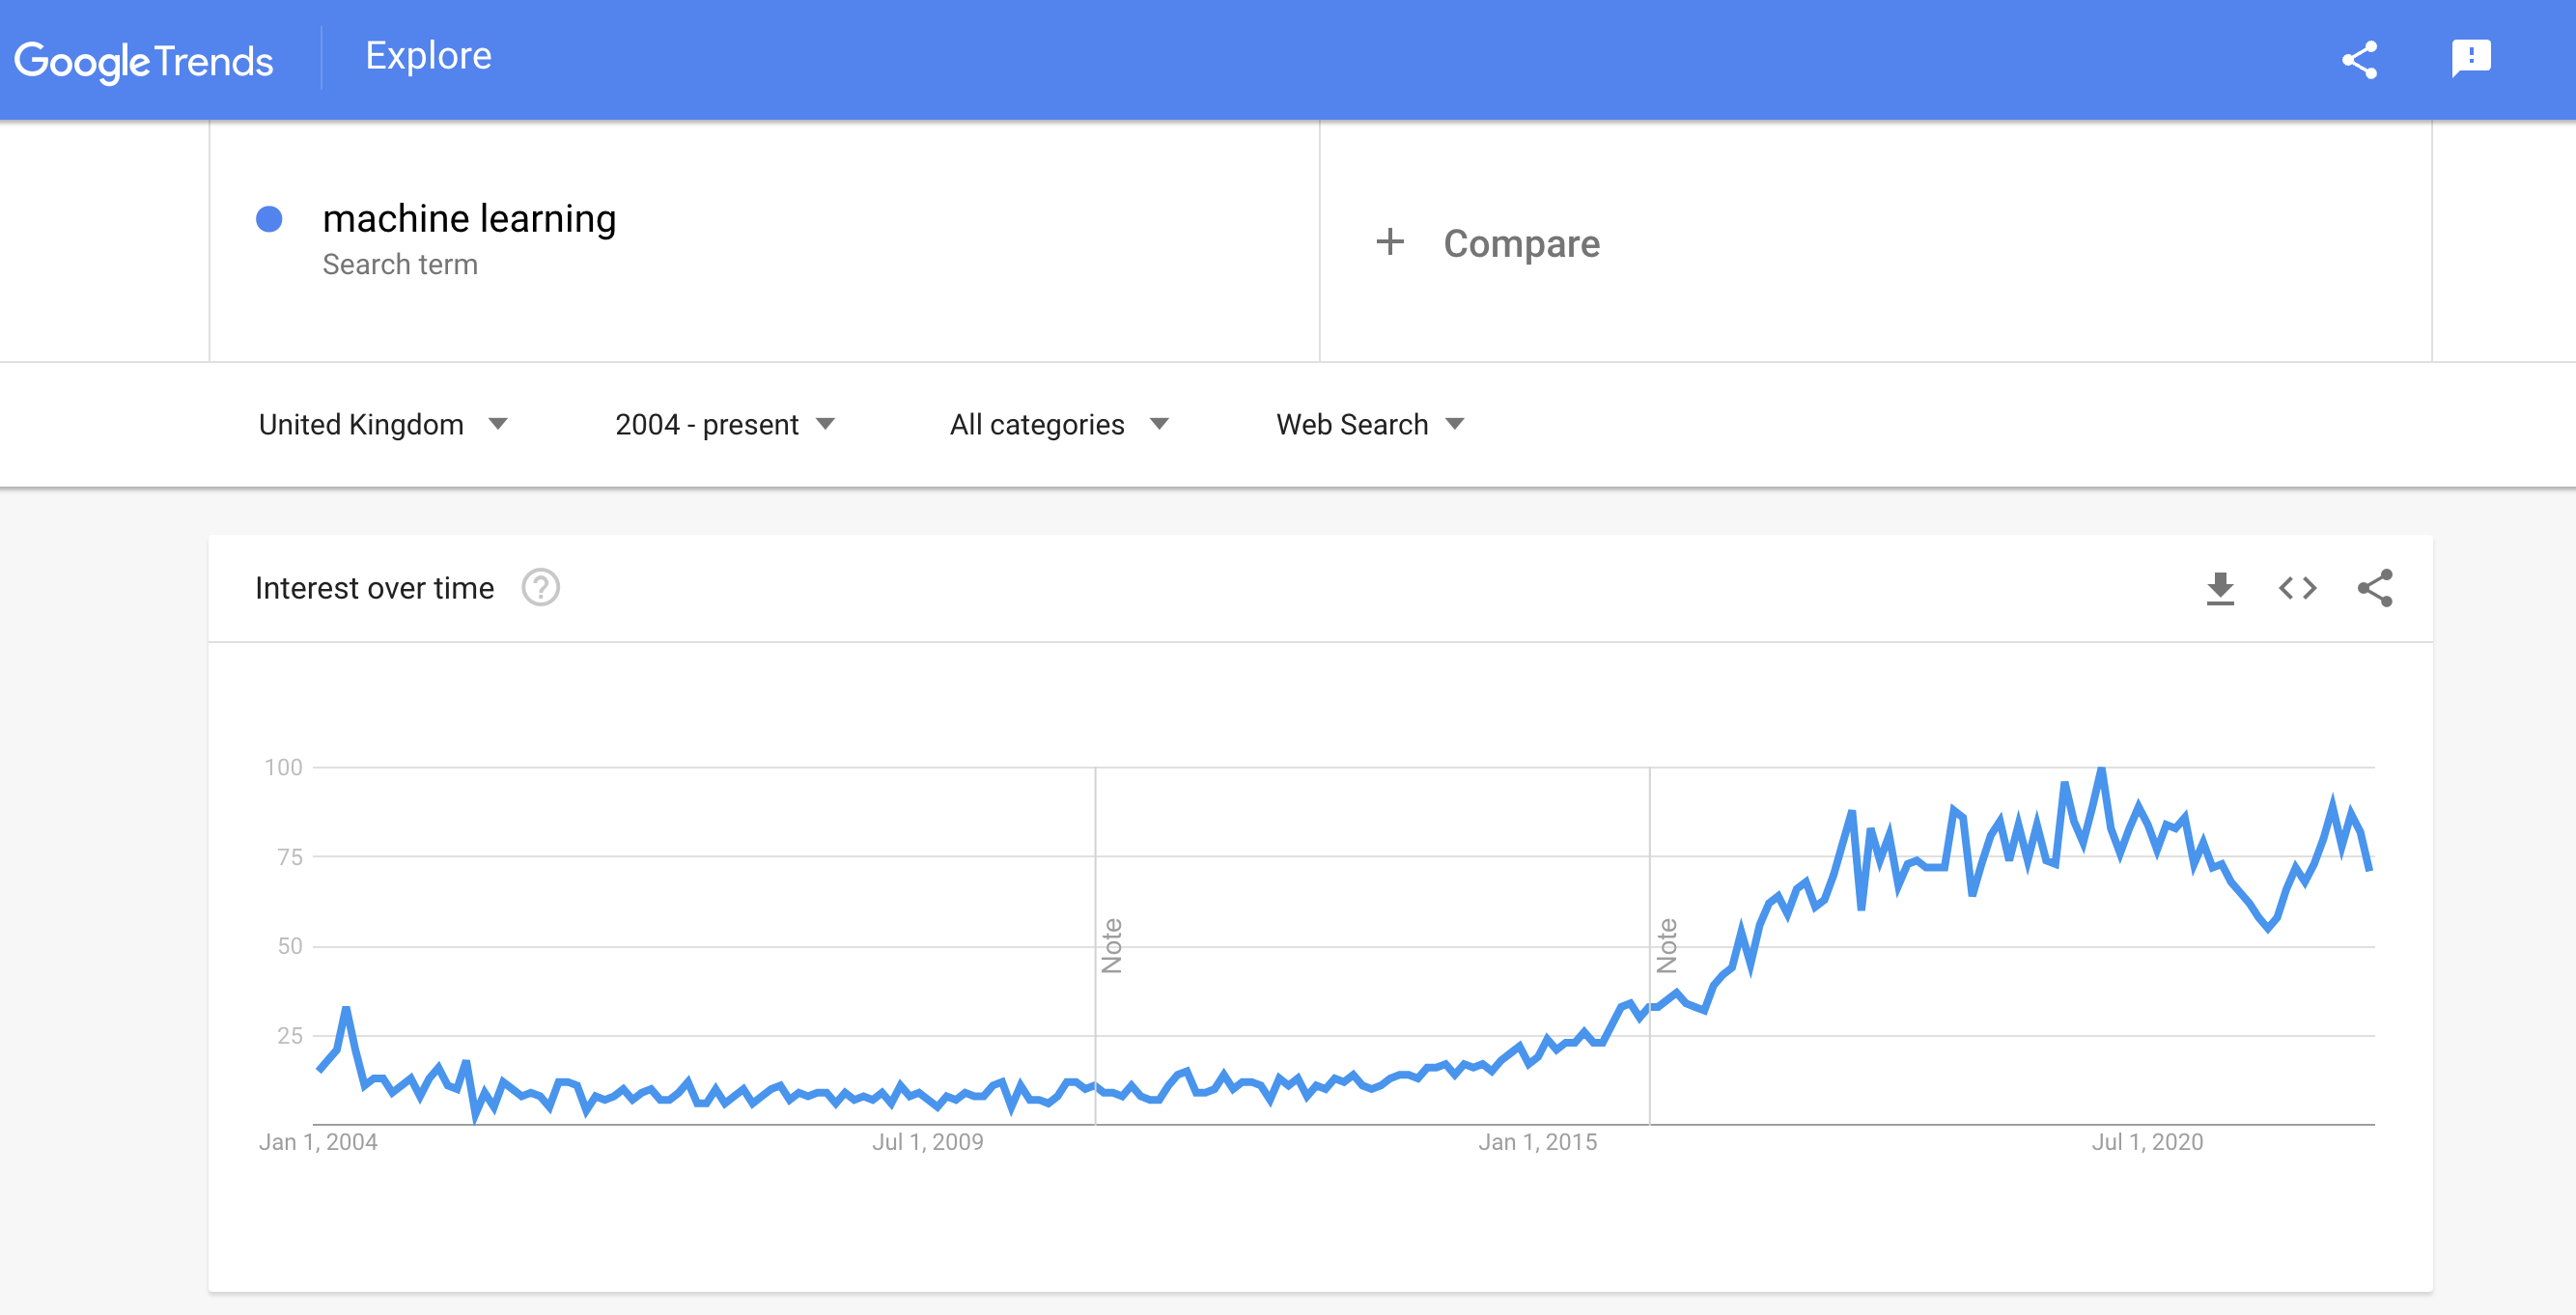 Google Trends
Explore
machine learning
Search term
+ Compare
United Kingdom
2004 - present
All categories
Web Search
Interest over time
?
100
75
50
25
Note
Note
Jan 1, 2004
Jul 1, 2009
Jan 1, 2015
Jul 1, 2020